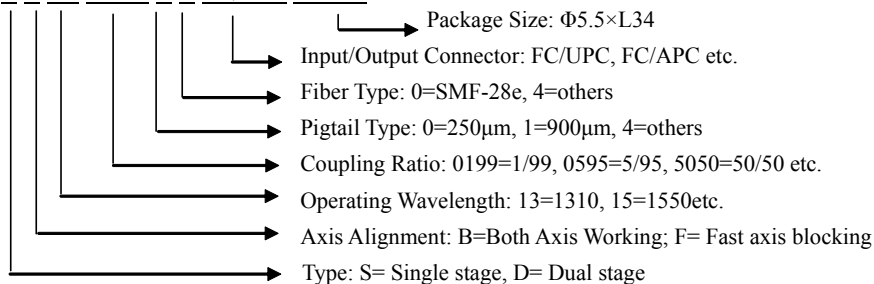 Package Size: Φ5.5×L34
Input/Output Connector: FC/UPC, FC/APC etc.
Fiber Type: 0=SMF-28e, 4=others
Pigtail Type: 0=250μm, 1=900μm, 4=others
Coupling Ratio: 0199=1/99, 0595=5/95, 5050=50/50 etc.
Operating Wavelength: 13=1310, 15=1550etc.
Axis Alignment: B=Both Axis Working; F= Fast axis blocking
Type: S= Single stage, D= Dual stage